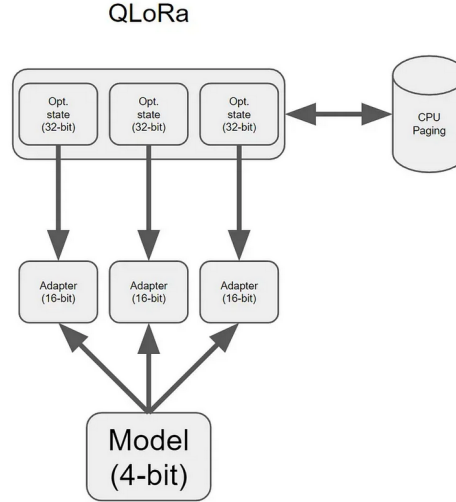 QLoRa
Opt.
state
(32-bit)
Opt.
state
(32-bit)
Opt.
state
(32-bit)
CPU
Paging
Adapter
(16-bit)
Adapter
(16-bit)
Adapter
(16-bit)
Model
(4-bit)